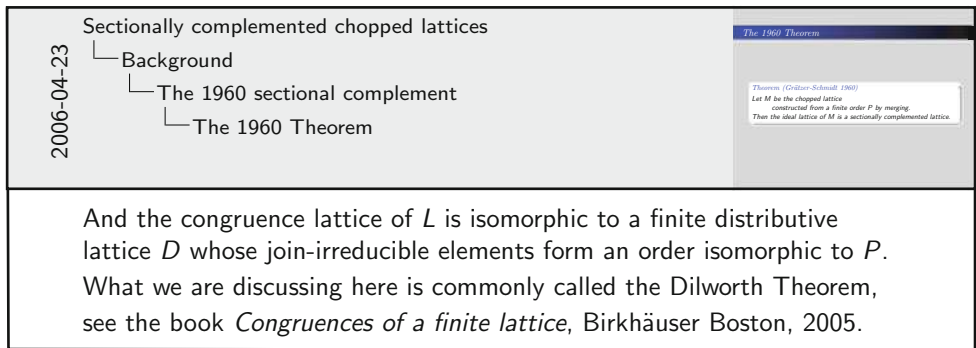 2006-04-23
Sectionally complemented chopped lattices
Background
The 1960 sectional complement
The 1960 Theorem
The 1960 Theorem
Theorem (Grätzer-Schmidt 1960)
Let M be the chopped lattice
constructed from a finite order P by merging.
Then the ideal lattice of M is a sectionally complemented lattice.
And the congruence lattice of L is isomorphic to a finite distributive
lattice D whose join-irreducible elements form an order isomorphic to P.
What we are discussing here is commonly called the Dilworth Theorem,
see the book Congruences of a finite lattice, Birkhäuser Boston, 2005.